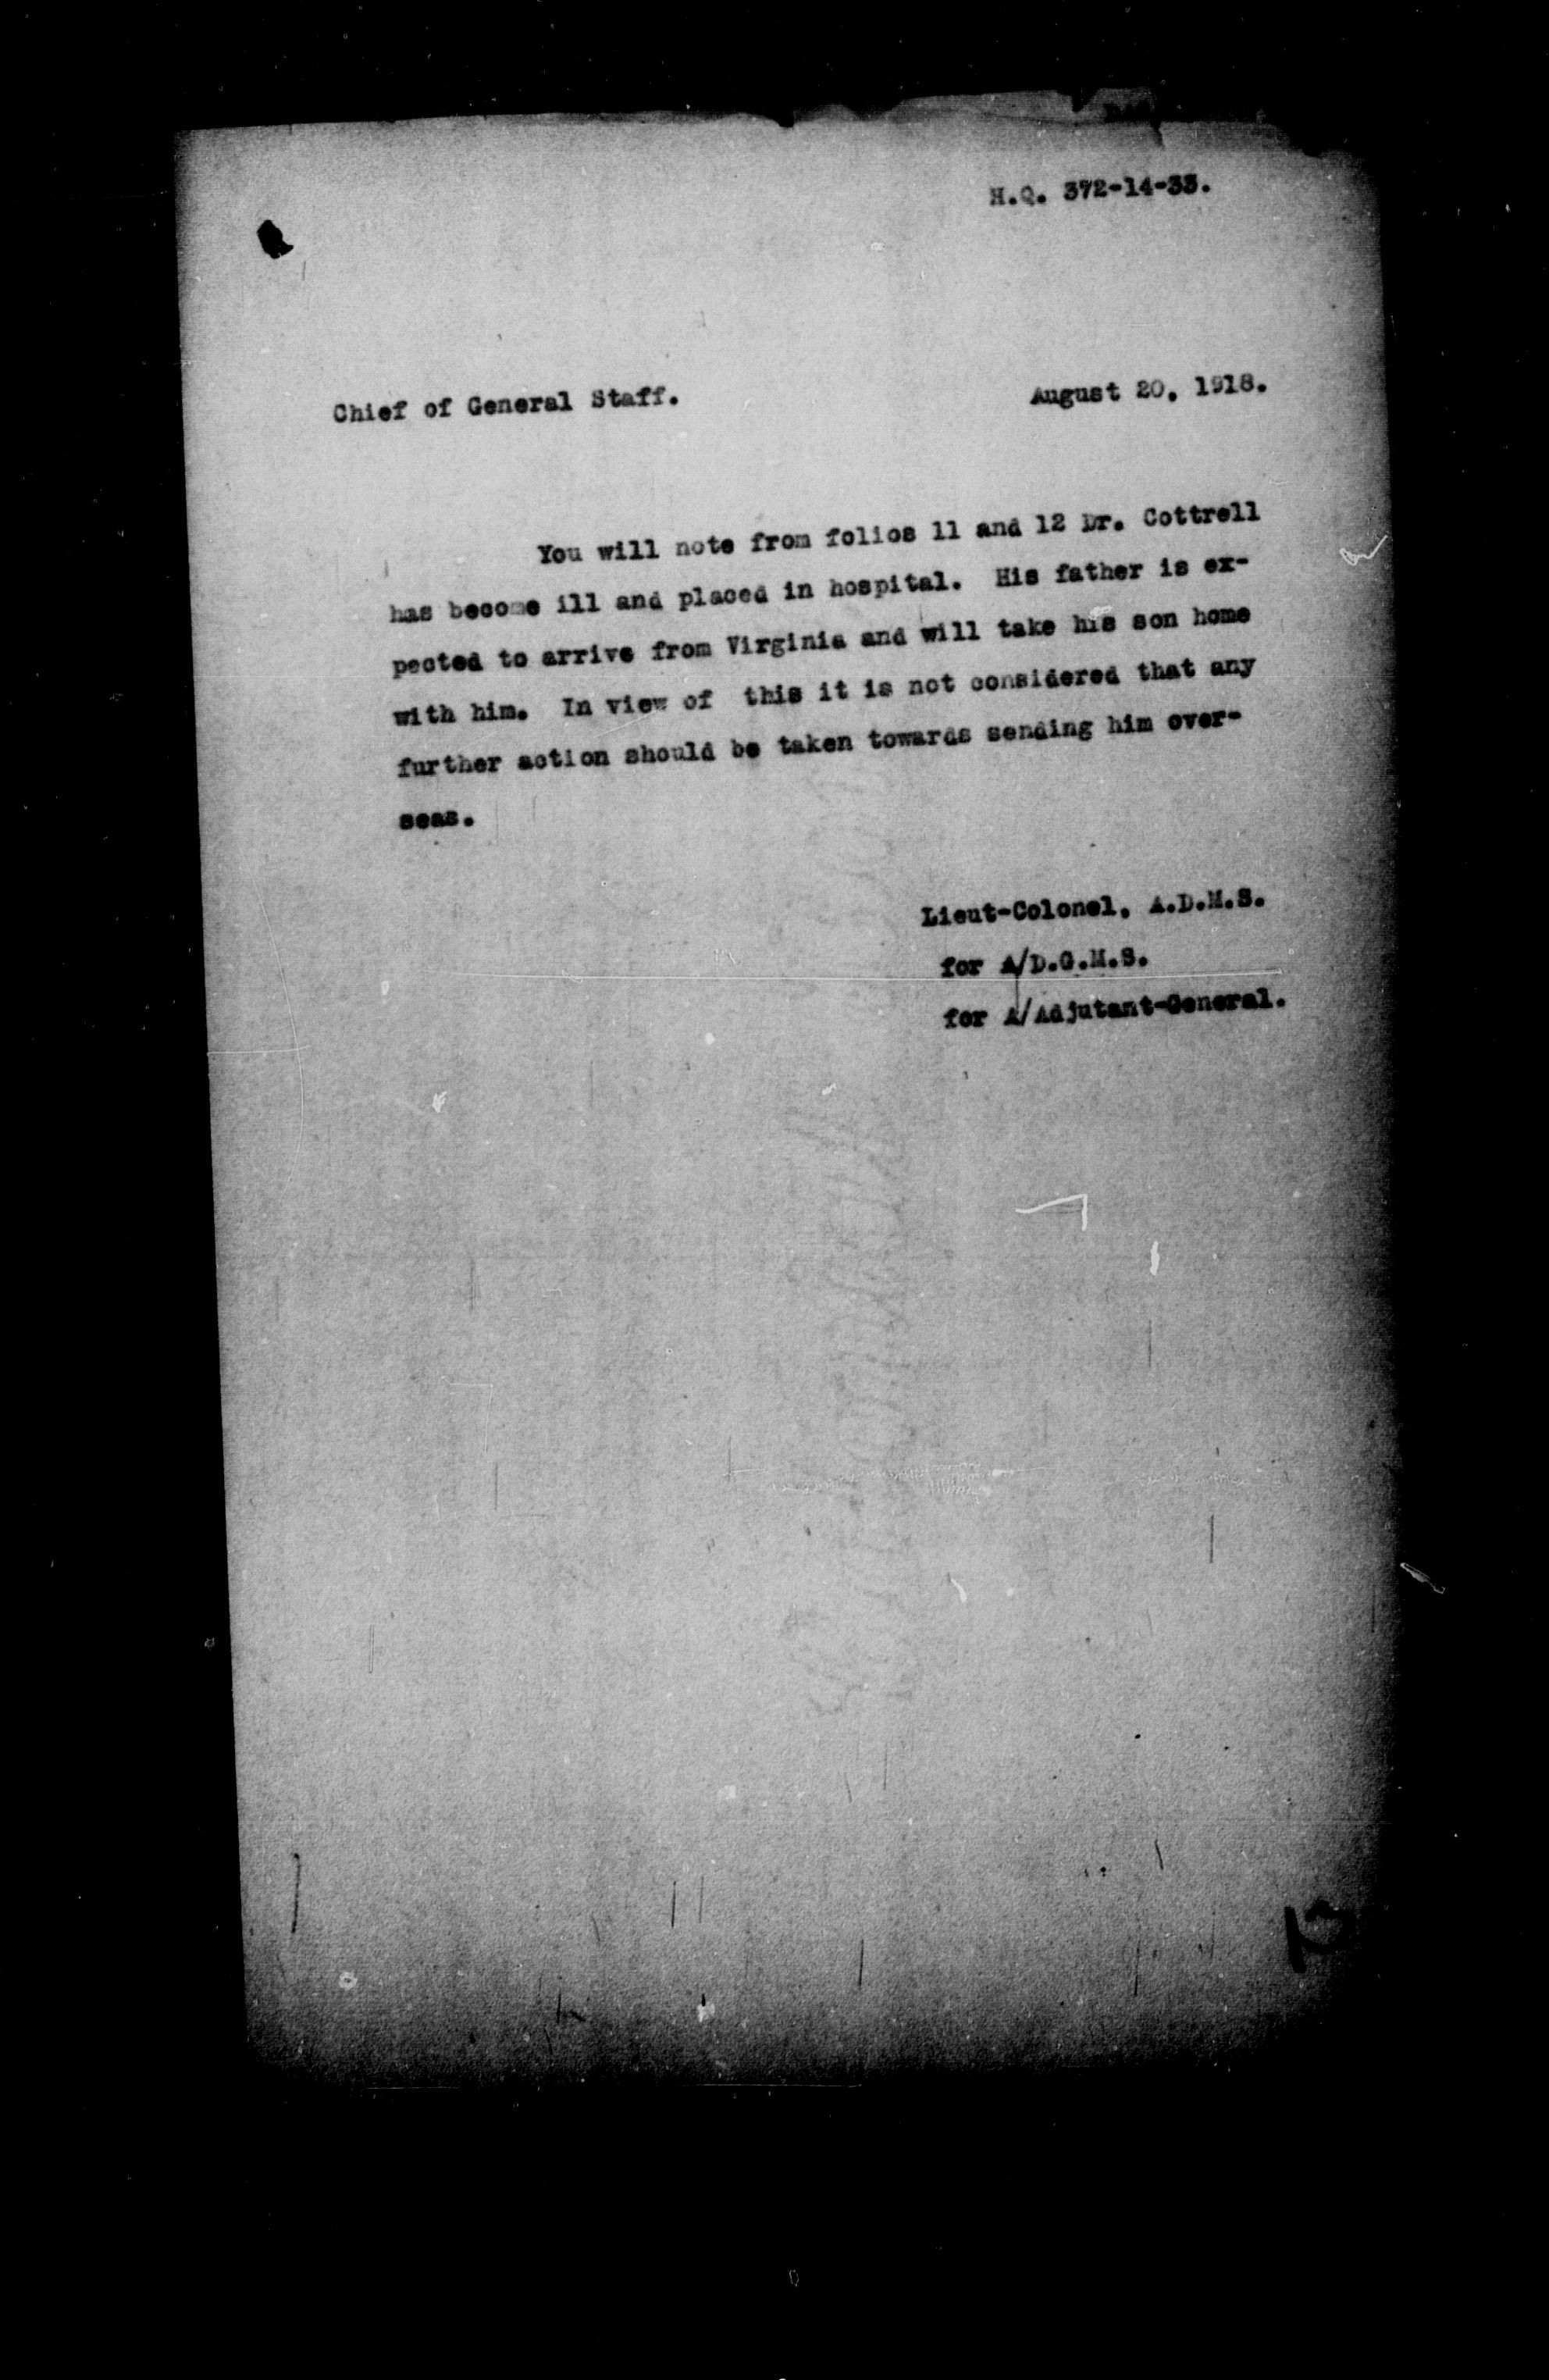 H.Q. 372-14-33.
Chief of General Staff. August 20, 1918.
You will note from folios 11 and 12 Dr. Cottrell
has become ill and placed in hospital. His father is ex-
pected to arrive from Virginia and will take his son home
with him. In view of this it is not considered that any
further action should be taken towards sending him over-
seas.
Lieut-Colonel, A.D.M.S.
for A/D.G.M.S.
for A/Adjutant-General.
13